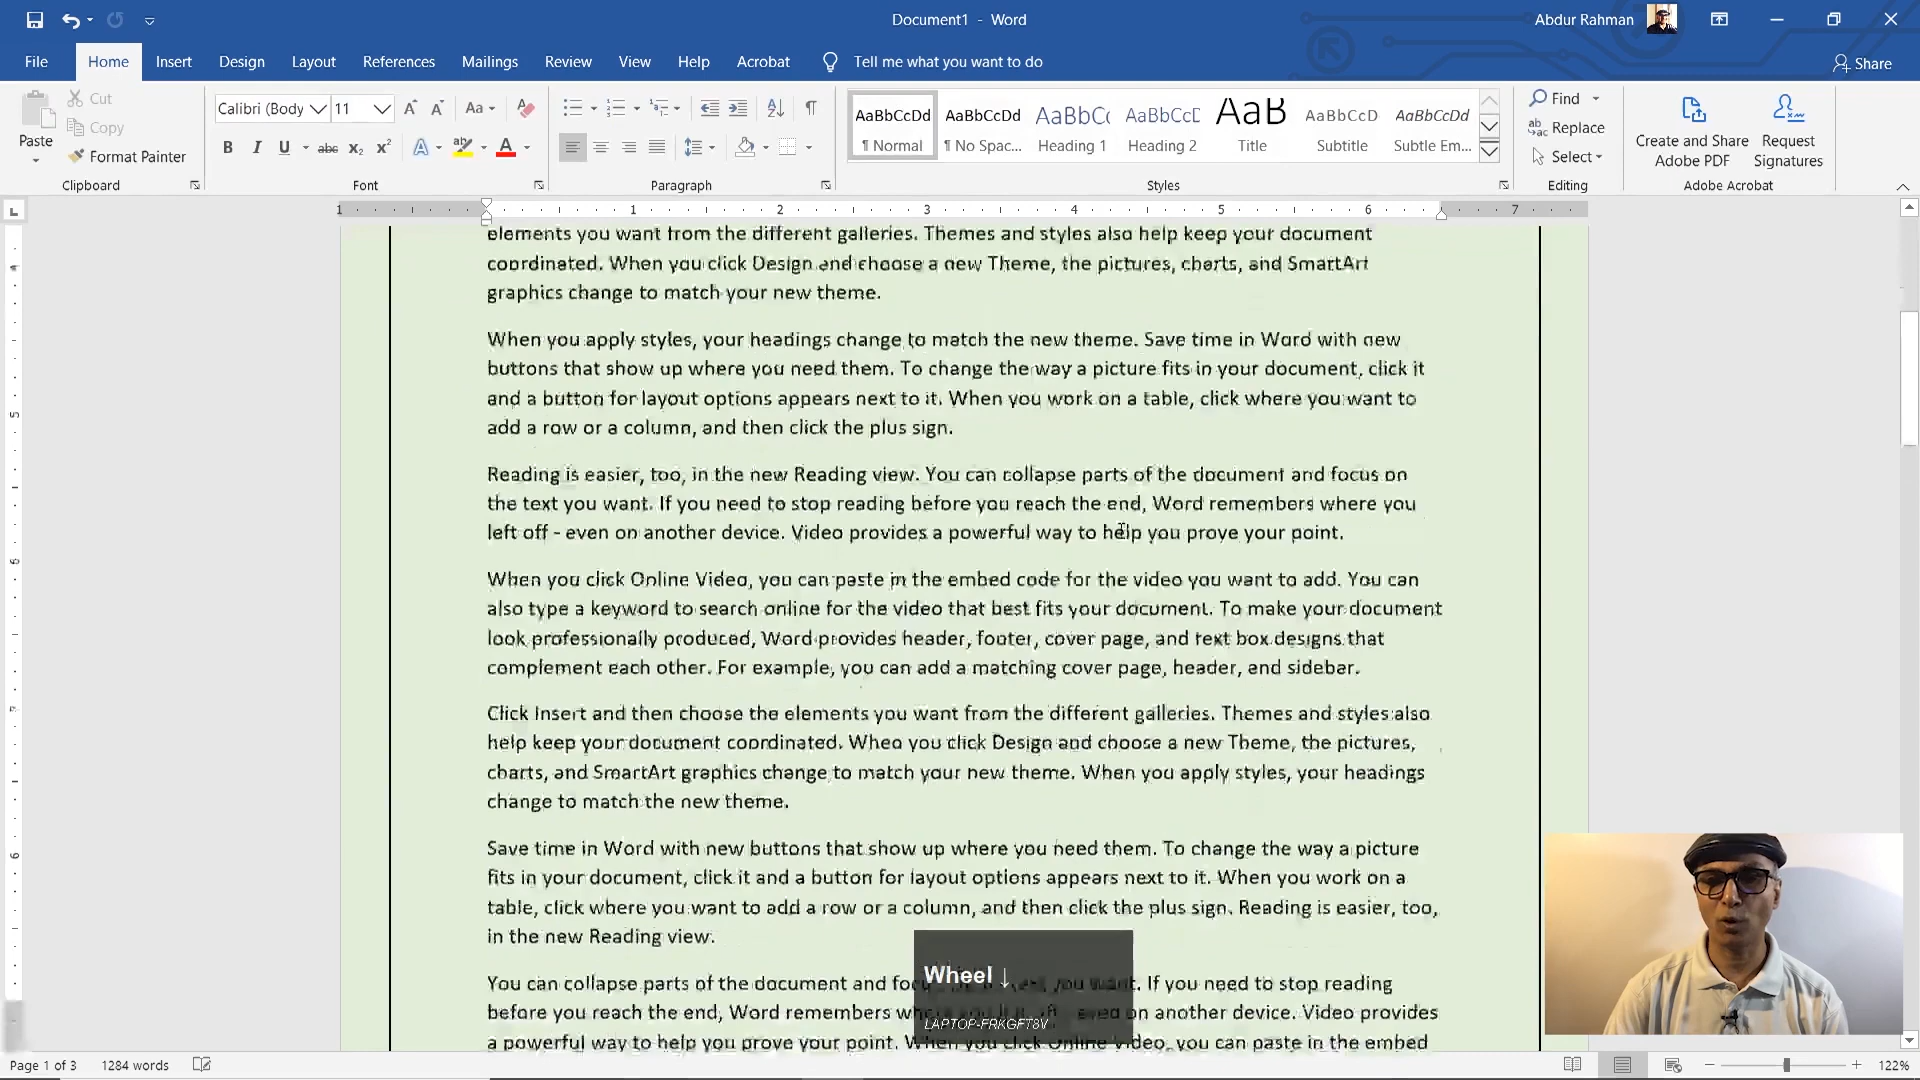 Document1 - Word
Abdur Rahman
File Home Insert Design Layout References Mailings Review View Help Acrobat Tell me what you want to do Share
Paste
Cut
Copy
Format Painter
Clipboard
Calibri (Body 11
Font
Paragraph
AaBbCcDd AaBbCcDd AaBbC AaBbCcD AaB AaBbCcD AaBbCcDd
¶ Normal ¶ No Spac... Heading 1 Heading 2 Title Subtitle Subtle Em...
Styles
Find
Replace
Select
Editing
Create and Share Adobe PDF
Request Signatures
Adobe Acrobat
1 1 2 3 4 5 6 7
elements you want from the different galleries. Themes and styles also help keep your document
coordinated. When you click Design and choose a new Theme, the pictures, charts, and SmartArt
graphics change to match your new theme.
When you apply styles, your headings change to match the new theme. Save time in Word with new
buttons that show up where you need them. To change the way a picture fits in your document, click it
and a button for layout options appears next to it. When you work on a table, click where you want to
add a row or a column, and then click the plus sign.
Reading is easier, too, in the new Reading view. You can collapse parts of the document and focus on
the text you want. If you need to stop reading before you reach the end, Word remembers where you
left off - even on another device. Video provides a powerful way to help you prove your point.
When you click Online Video, you can paste in the embed code for the video you want to add. You can
also type a keyword to search online for the video that best fits your document. To make your document
look professionally produced, Word provides header, footer, cover page, and text box designs that
complement each other. For example, you can add a matching cover page, header, and sidebar.
Click Insert and then choose the elements you want from the different galleries. Themes and styles also
help keep your document coordinated. When you click Design and choose a new Theme, the pictures,
charts, and SmartArt graphics change to match your new theme. When you apply styles, your headings
change to match the new theme.
Save time in Word with new buttons that show up where you need them. To change the way a picture
fits in your document, click it and a button for layout options appears next to it. When you work on a
table, click where you want to add a row or a column, and then click the plus sign. Reading is easier, too,
in the new Reading view.
You can collapse parts of the document and you want. If you need to stop reading
before you reach the end, Word remembers on another device. Video provides
a powerful way to help you prove your point. When you click Online Video, you can paste in the embed
Wheel ↓
LAPTOP-FRKGFT8V
Page 1 of 3 1284 words 122%